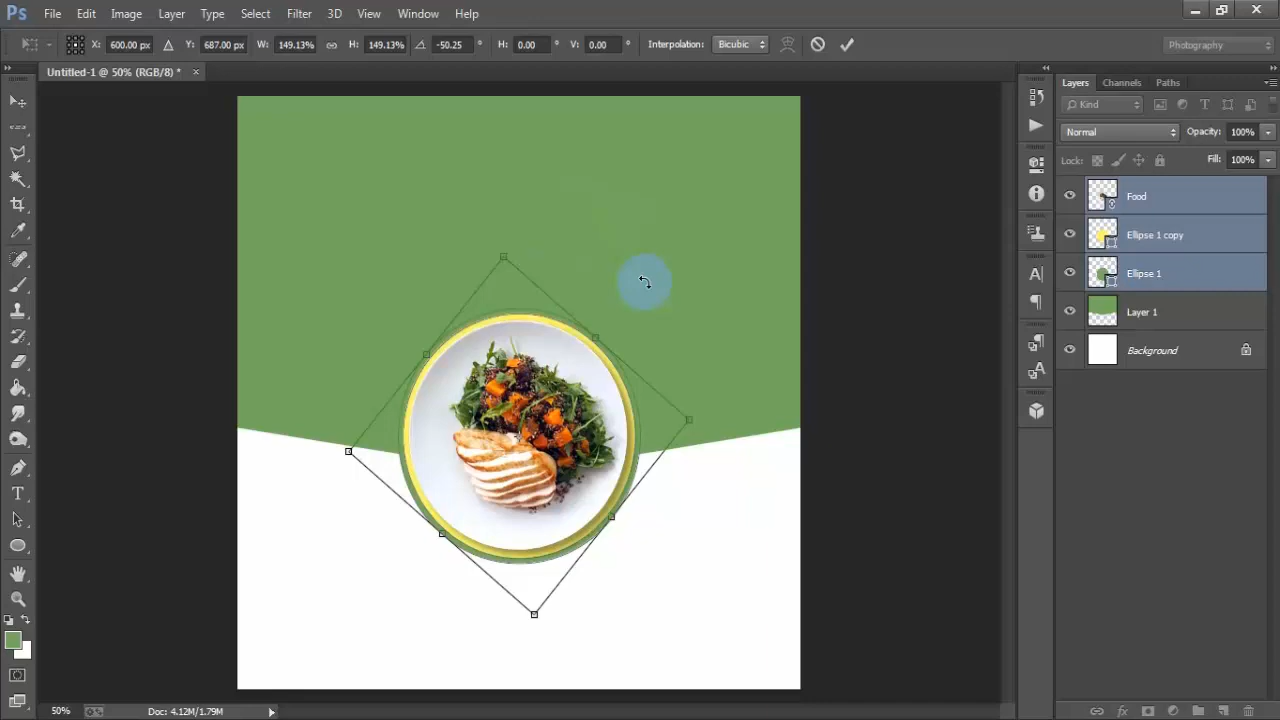 Ps File Edit Image Layer Type Select Filter 3D View Window Help
X: 600.00 px Y: 687.00 px W: 149.13% H: 149.13% -50.25 ° H: 0.00 ° V: 0.00 ° Interpolation: Bicubic Photography
Untitled-1 @ 50% (RGB/8) * ×
Layers Channels Paths
Kind
Normal Opacity: 100%
Lock: Fill: 100%
Food
Ellipse 1 copy
Ellipse 1
Layer 1
Background
50% Doc: 4.12M/1.79M